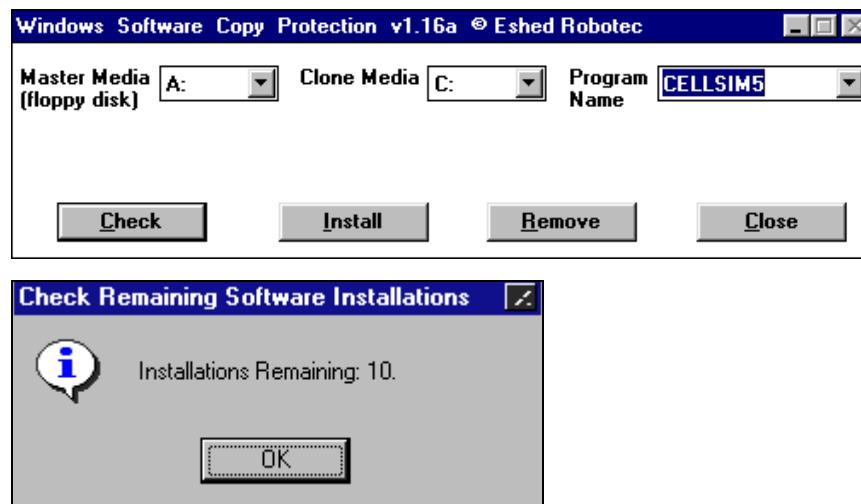 Windows Software Copy Protection v1.16a © Eshed Robotec
Master Media A: Clone Media C: Program CELLSIM5
(floppy disk) Name
Check Install Remove Close
Check Remaining Software Installations
Installations Remaining: 10.
OK